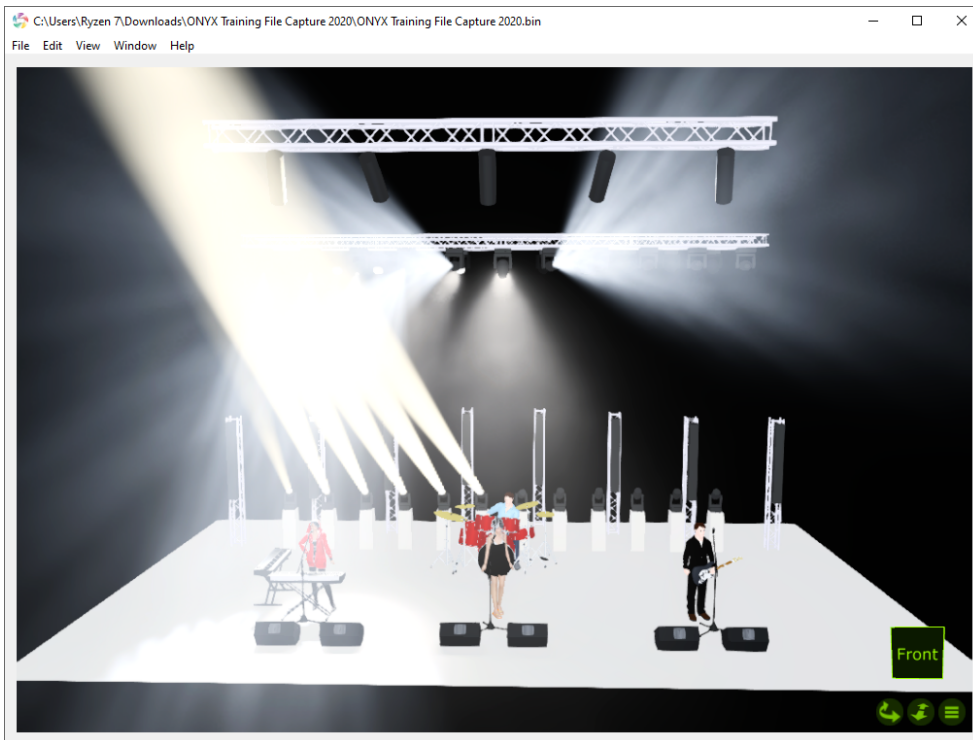 C:\Users\Ryzen 7\Downloads\ONYX Training File Capture 2020\ONYX Training File Capture 2020.bin
File Edit View Window Help
Front